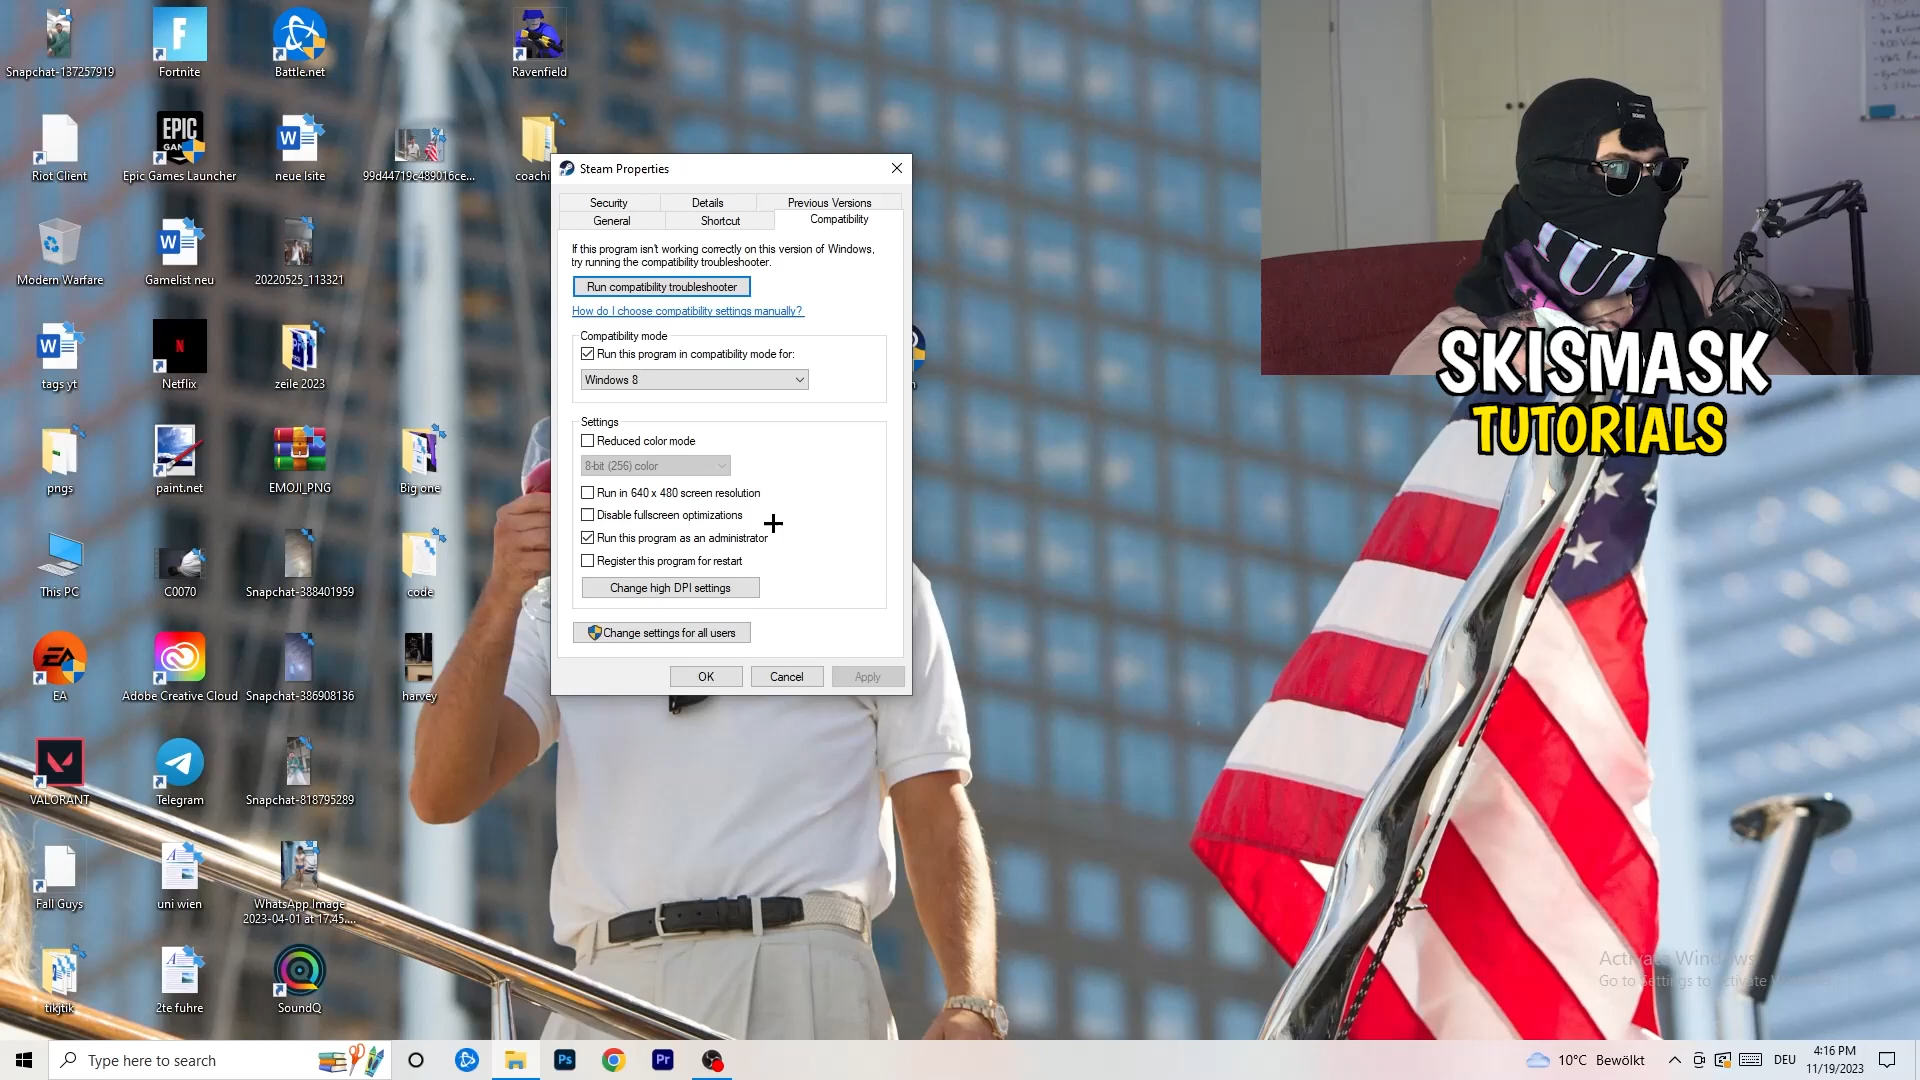 Snapchat-137257919
Fortnite
Battle.net
Ravenfield
Riot Client
EPIC
Epic Games Launcher
neue lsite
99d44719c489016ce...
coachi
Modern Warfare
Gamelist neu
20220525_113321
tags yt
Netflix
zeile 2023
pngs
paint.net
EMOJI_PNG
Big one
This PC
C0070
Snapchat-388401959
code
EA
Adobe Creative Cloud
Snapchat-386908136
harvey
VALORANT
Telegram
Snapchat-818795289
Fall Guys
uni wien
WhatsApp Image
2023-04-01 at 17.45....
tikjtik
2te fuhre
SoundQ
Steam Properties
Security
Details
Previous Versions
General
Shortcut
Compatibility
If this program isn't working correctly on this version of Windows,
try running the compatibility troubleshooter.
Run compatibility troubleshooter
How do I choose compatibility settings manually?
Compatibility mode
Run this program in compatibility mode for:
Windows 8
Settings
Reduced color mode
8-bit (256) color
Run in 640 x 480 screen resolution
Disable fullscreen optimizations
Run this program as an administrator
Register this program for restart
Change high DPI settings
Change settings for all users
OK
Cancel
Apply
SKISMASK
TUTORIALS
Activate Windows
Go to Settings to activate
Type here to search
Ps
Pr
10°C Bewölkt
DEU
4:16 PM
11/19/2023